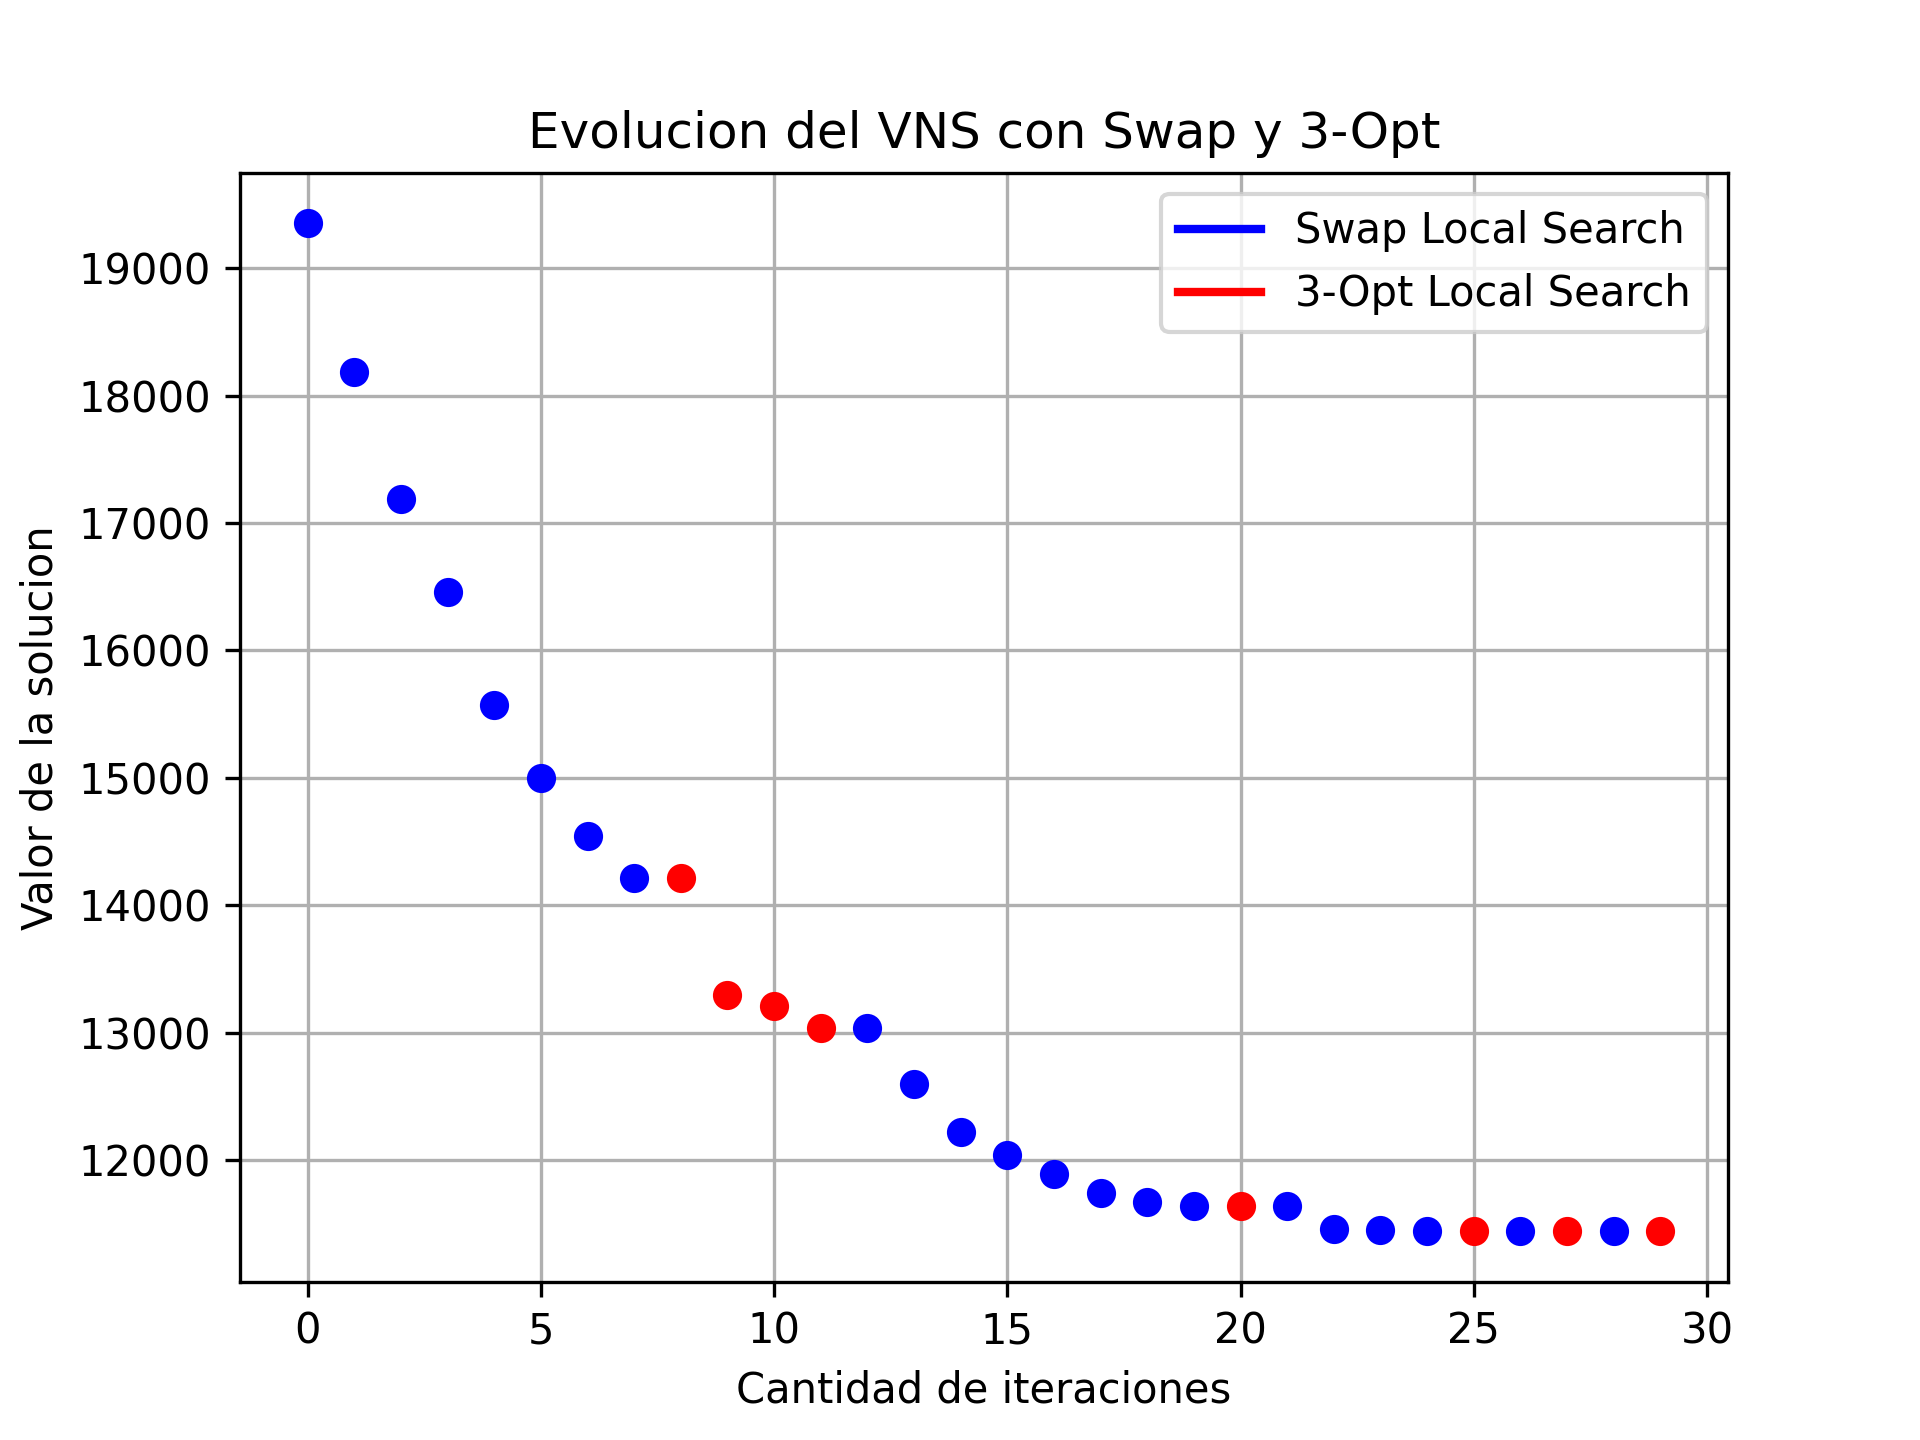 Evolucion del VNS con Swap y 3-Opt
Swap Local Search
3-Opt Local Search
Valor de la solucion
19000
18000
17000
16000
15000
14000
13000
12000
0 5 10 15 20 25 30
Cantidad de iteraciones